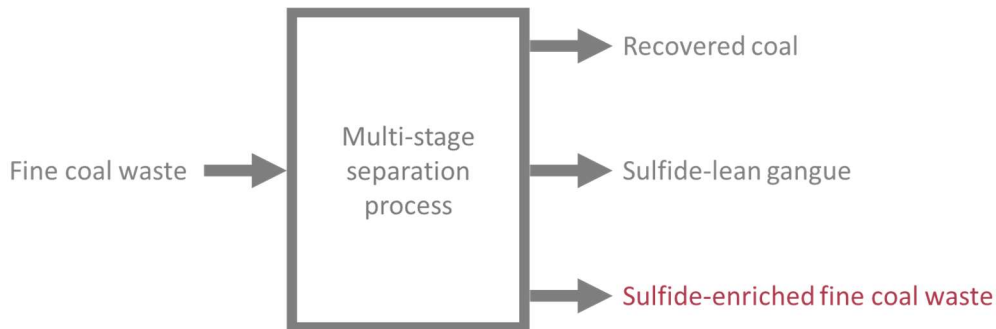 Recovered coal
Multi-stage
separation
process
Fine coal waste
Sulfide-lean gangue
Sulfide-enriched fine coal waste